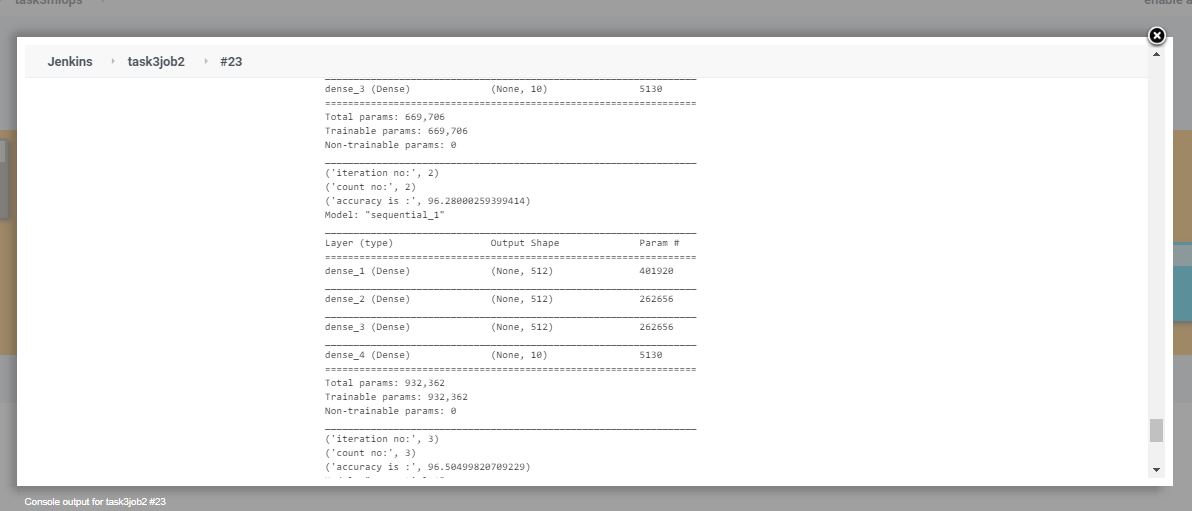 Jenkins task3job2 #23
dense_3 (Dense) (None, 10) 5130
=================================================================
Total params: 669,706
Trainable params: 669,706
Non-trainable params: 0
_________________________________________________________________
('iteration no:', 2)
('count no:', 2)
('accuracy is :', 96.28000259399414)
Model: "sequential_1"
_________________________________________________________________
Layer (type) Output Shape Param #
=================================================================
dense_1 (Dense) (None, 512) 401920
_________________________________________________________________
dense_2 (Dense) (None, 512) 262656
_________________________________________________________________
dense_3 (Dense) (None, 512) 262656
_________________________________________________________________
dense_4 (Dense) (None, 10) 5130
=================================================================
Total params: 932,362
Trainable params: 932,362
Non-trainable params: 0
_________________________________________________________________
('iteration no:', 3)
('count no:', 3)
('accuracy is :', 96.50499820709229)
Console output for task3job2 #23